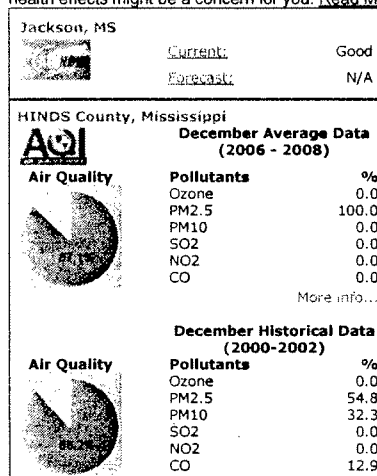 health effects might be a concern for you. Read M
Jackson, MS
Current: Good
Forecast: N/A
HINDS County, Mississippi
AQI
December Average Data
(2006 - 2008)
Air Quality
Pollutants %
Ozone 0.0
PM2.5 100.0
PM10 0.0
SO2 0.0
NO2 0.0
CO 0.0
More info...
December Historical Data
(2000-2002)
Air Quality
Pollutants %
Ozone 0.0
PM2.5 54.8
PM10 32.3
SO2 0.0
NO2 0.0
CO 12.9